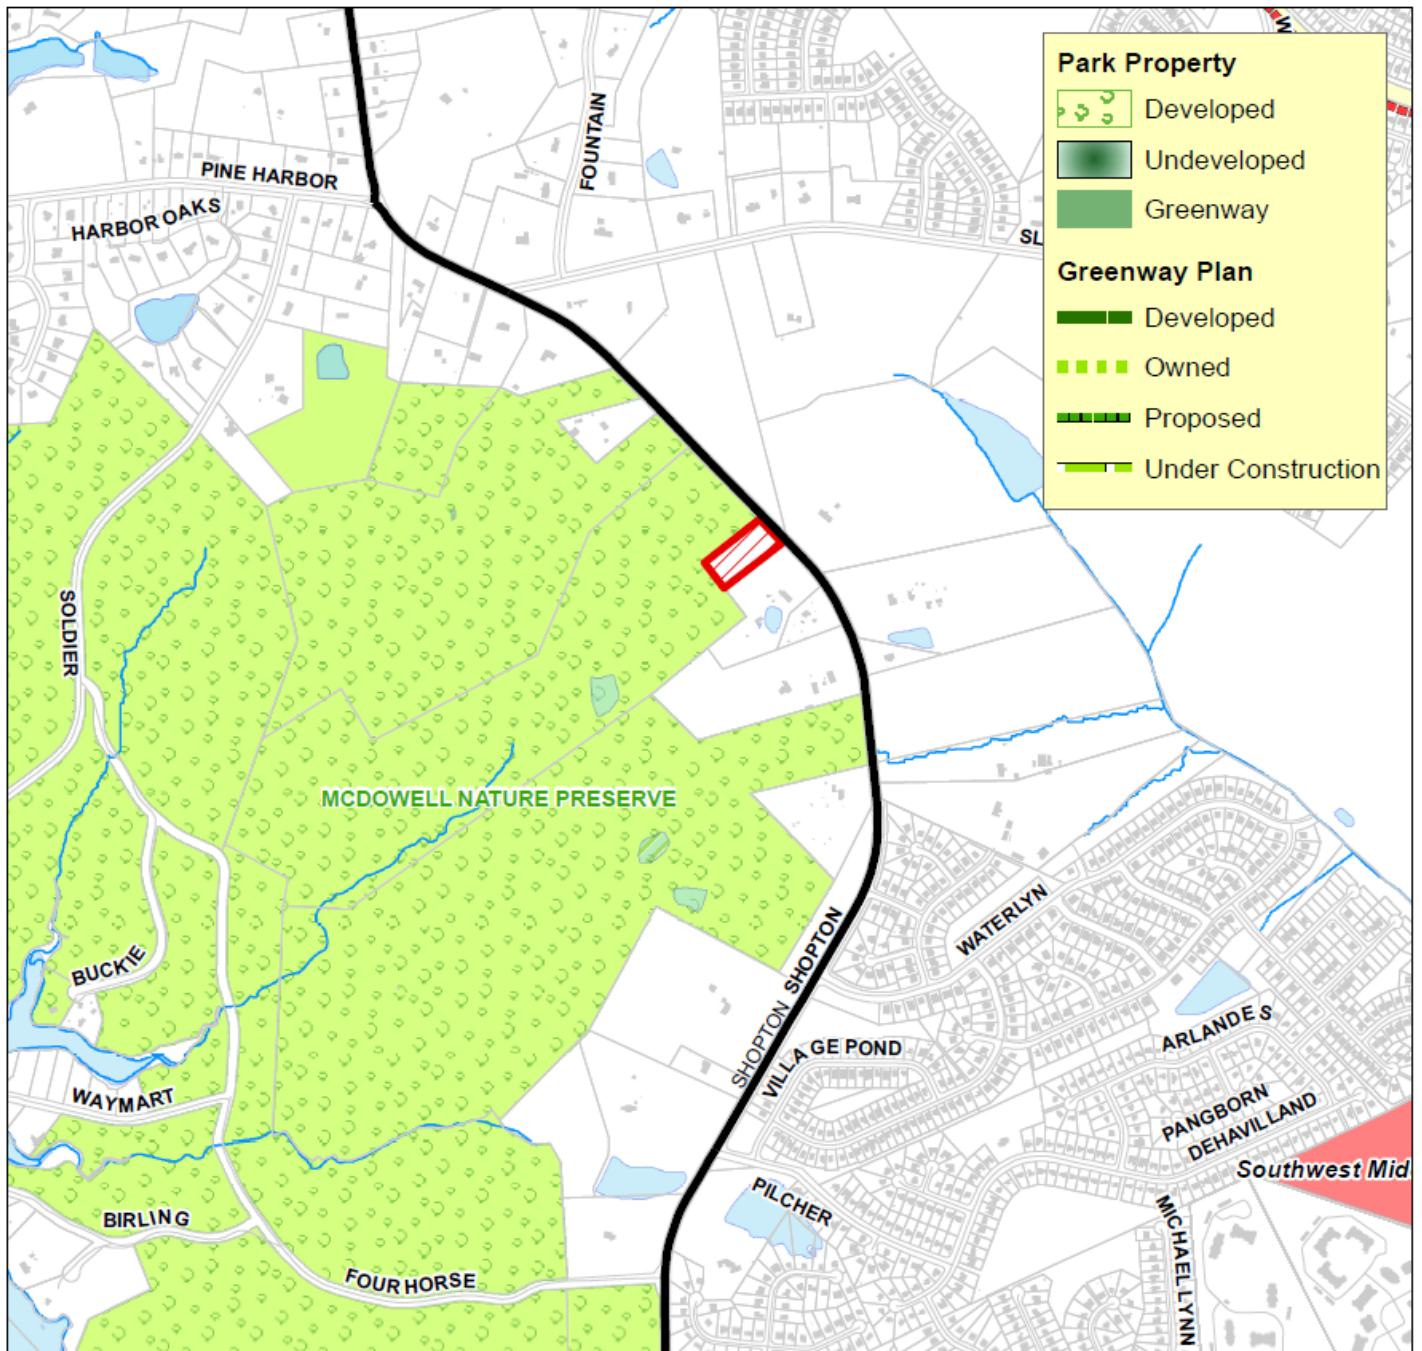 W
Park Property
Developed
Undeveloped
Greenway
Greenway Plan
Developed
Owned
Proposed
Under Construction
FOUNTAIN
PINE HARBOR
HARBOR OAKS
SL
SOLDIER
MCDOWELL NATURE PRESERVE
WATERLYN
SHOPTON
SHOPTON
BUCKIE
VILLAGE POND
ARLANDES
WAYMART
PANGBORN
DEHAVILLAND
Southwest Mid
PILCHER
BIRLING
MICHAEL LYNN
FOUR HORSE